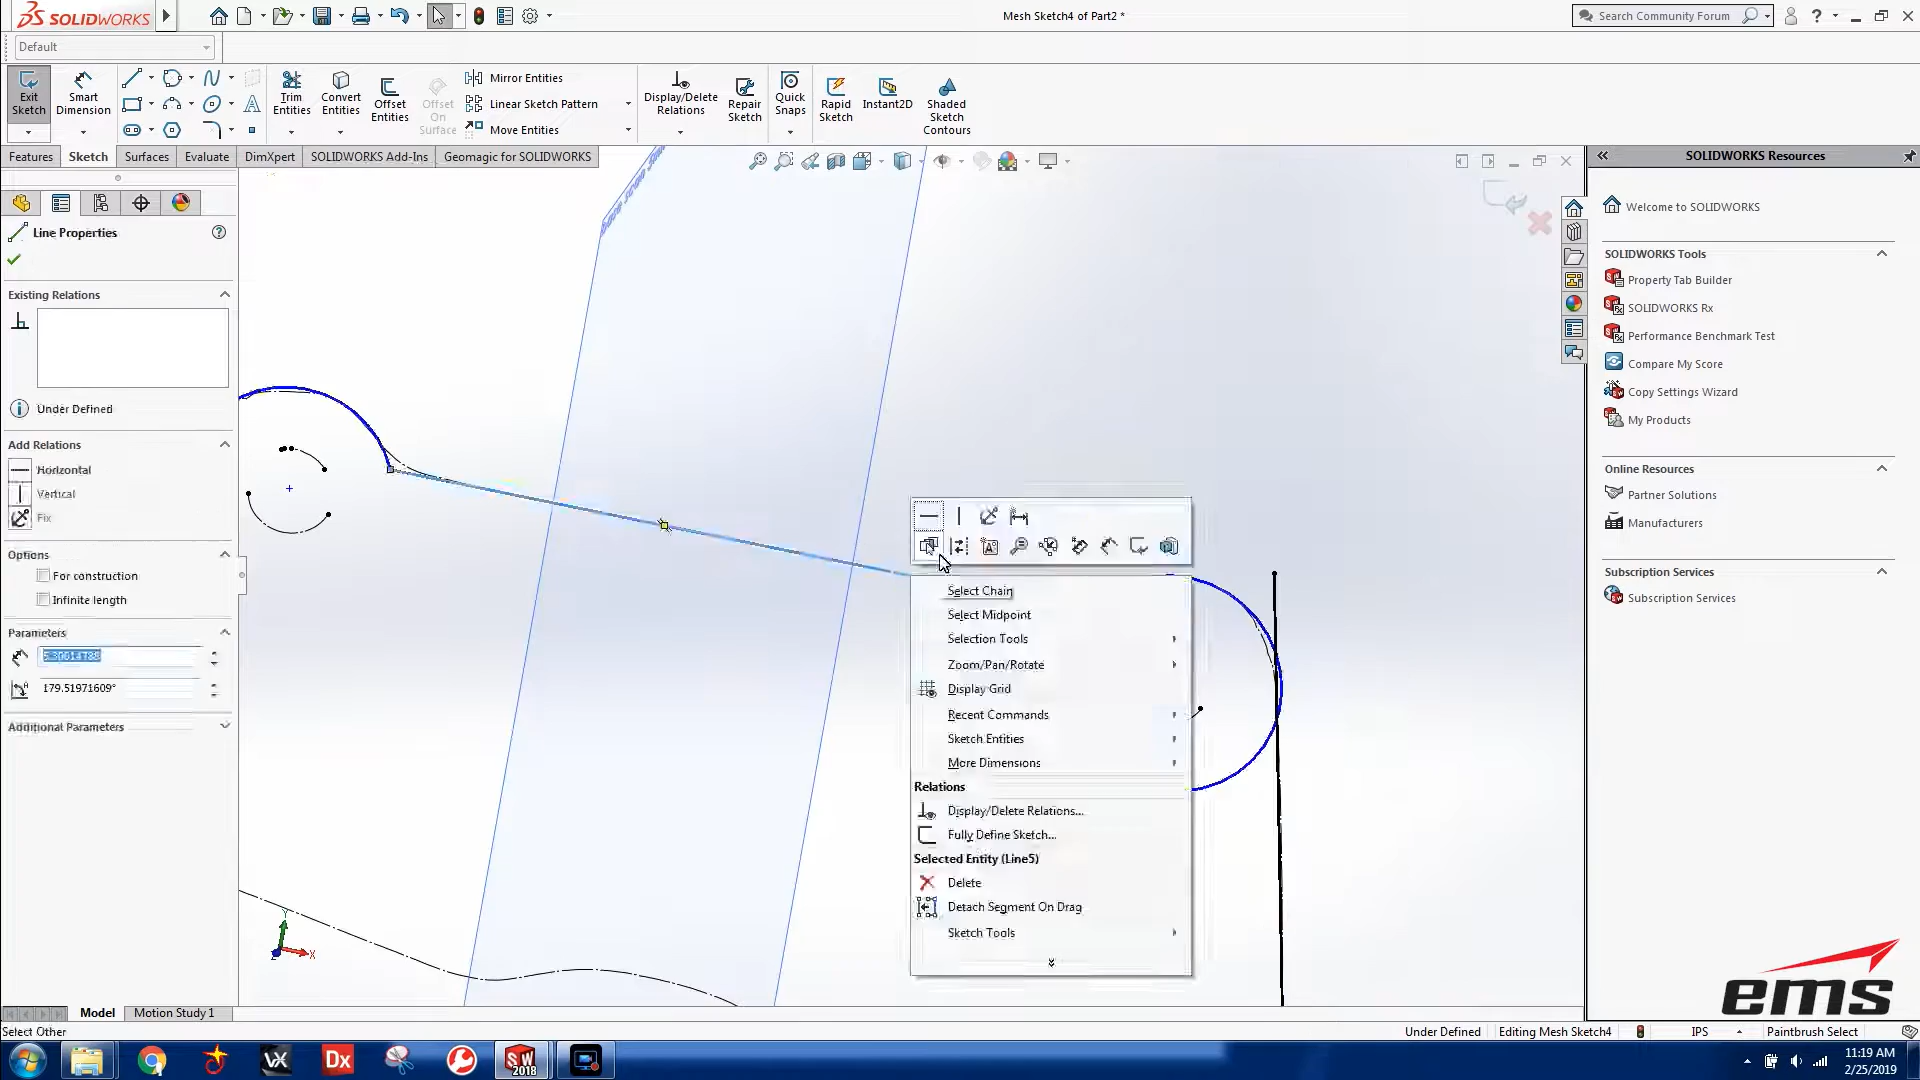 SOLIDWORKS
Mesh Sketch4 of Part2 *
Search Community Forum
Default
Exit Sketch
Smart Dimension
Trim Entities
Convert Entities
Offset Entities
Offset On Surface
Mirror Entities
Linear Sketch Pattern
Move Entities
Display/Delete Relations
Repair Sketch
Quick Snaps
Rapid Sketch
Instant2D
Shaded Sketch Contours
Features
Sketch
Surfaces
Evaluate
DimXpert
SOLIDWORKS Add-Ins
Geomagic for SOLIDWORKS
SOLIDWORKS Resources
Line Properties
Existing Relations
Under Defined
Add Relations
Horizontal
Vertical
Fix
Options
For construction
Infinite length
Parameters
179.51971609°
Additional Parameters
Select Chain
Select Midpoint
Selection Tools
Zoom/Pan/Rotate
Display Grid
Recent Commands
Sketch Entities
More Dimensions
Relations
Display/Delete Relations...
Fully Define Sketch...
Selected Entity (Line5)
Delete
Detach Segment On Drag
Sketch Tools
Welcome to SOLIDWORKS
SOLIDWORKS Tools
Property Tab Builder
SOLIDWORKS Rx
Performance Benchmark Test
Compare My Score
Copy Settings Wizard
My Products
Online Resources
Partner Solutions
Manufacturers
Subscription Services
Subscription Services
Y
X
Z
ems
Model
Motion Study 1
Select Other
Under Defined
Editing Mesh Sketch4
IPS
Paintbrush Select
VX
Dx
SW
2018
11:19 AM
2/25/2019